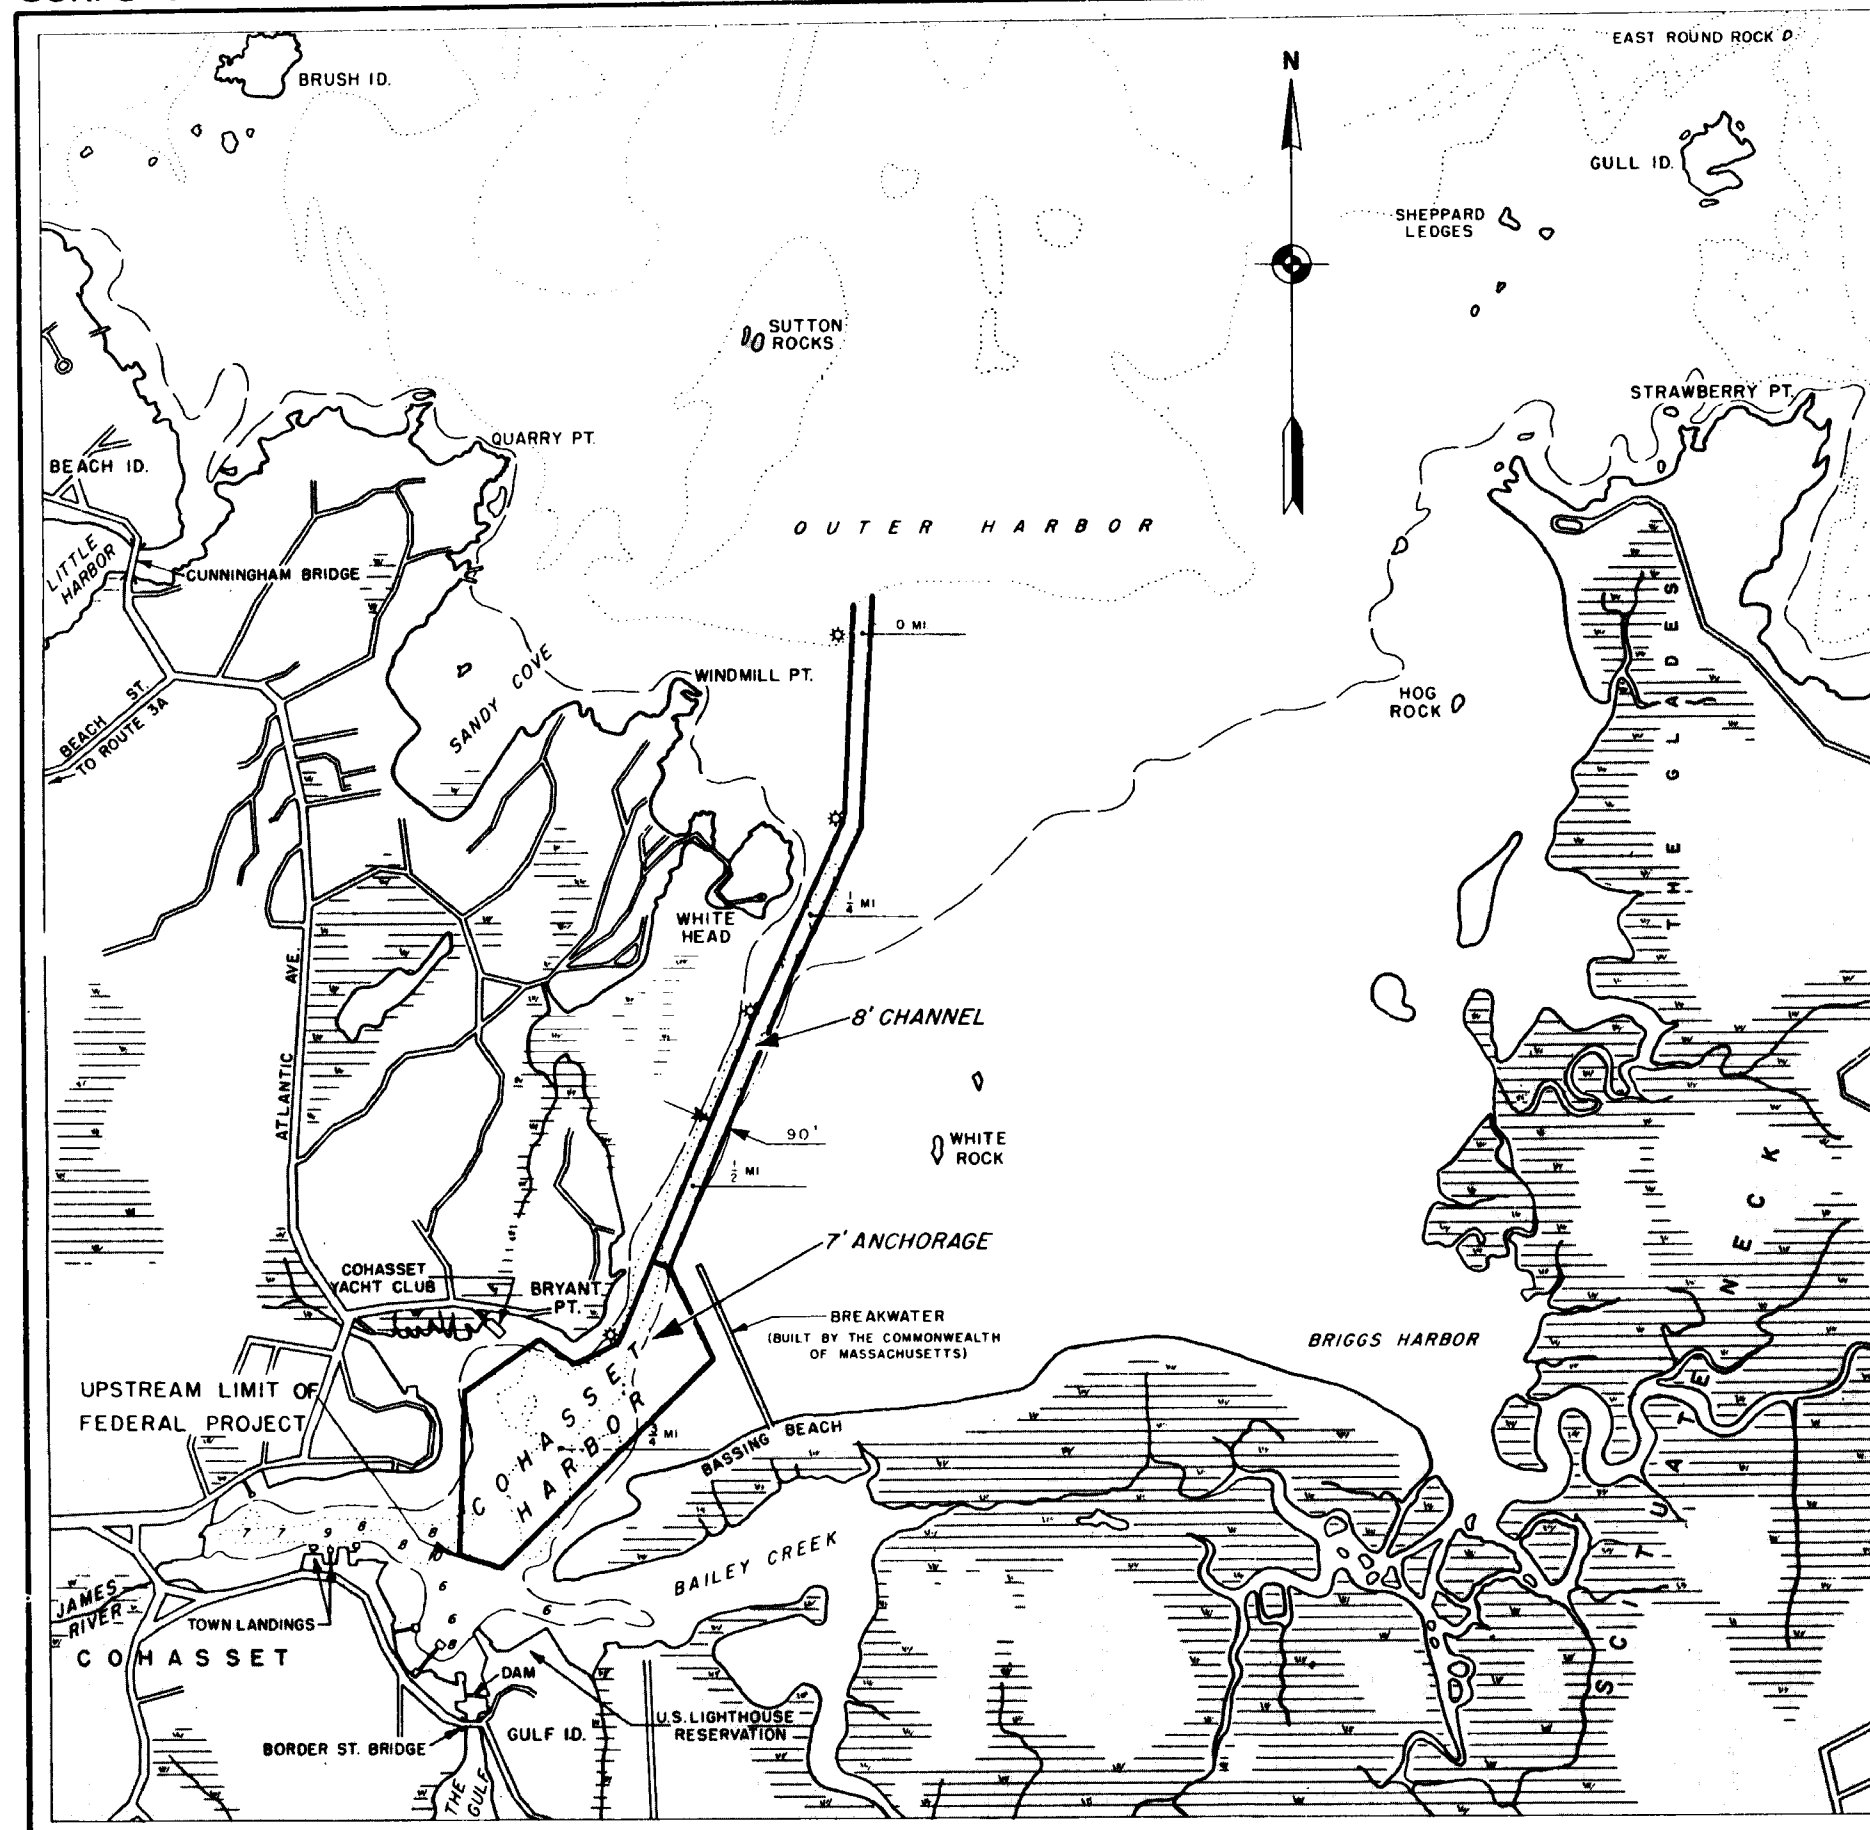 EAST ROUND ROCK
BRUSH ID.
N
GULL ID.
SHEPPARD
LEDGES
SUTTON
ROCKS
STRAWBERRY PT.
QUARRY PT.
BEACH ID.
OUTER HARBOR
LITTLE
HARBOR
CUNNINGHAM BRIDGE
0 MI
SANDY COVE
WINDMILL PT.
HOG
ROCK
THE GLADES
BEACH ST.
TO ROUTE 3A
1/4 MI
WHITE
HEAD
ATLANTIC AVE.
8' CHANNEL
90'
WHITE
ROCK
1/2 MI
SCITUATE NECK
7' ANCHORAGE
COHASSET
YACHT CLUB
BRYANT
PT.
BREAKWATER
(BUILT BY THE COMMONWEALTH
OF MASSACHUSETTS)
BRIGGS HARBOR
UPSTREAM LIMIT OF
FEDERAL PROJECT
COHASSET
HARBOR
3/4 MI
BASSING BEACH
7 7 9 8 8 8
10
6
6
6
8
BAILEY CREEK
JAMES
RIVER
TOWN LANDINGS
COHASSET
DAM
U.S. LIGHTHOUSE
RESERVATION
GULF ID.
BORDER ST. BRIDGE
THE
GULF